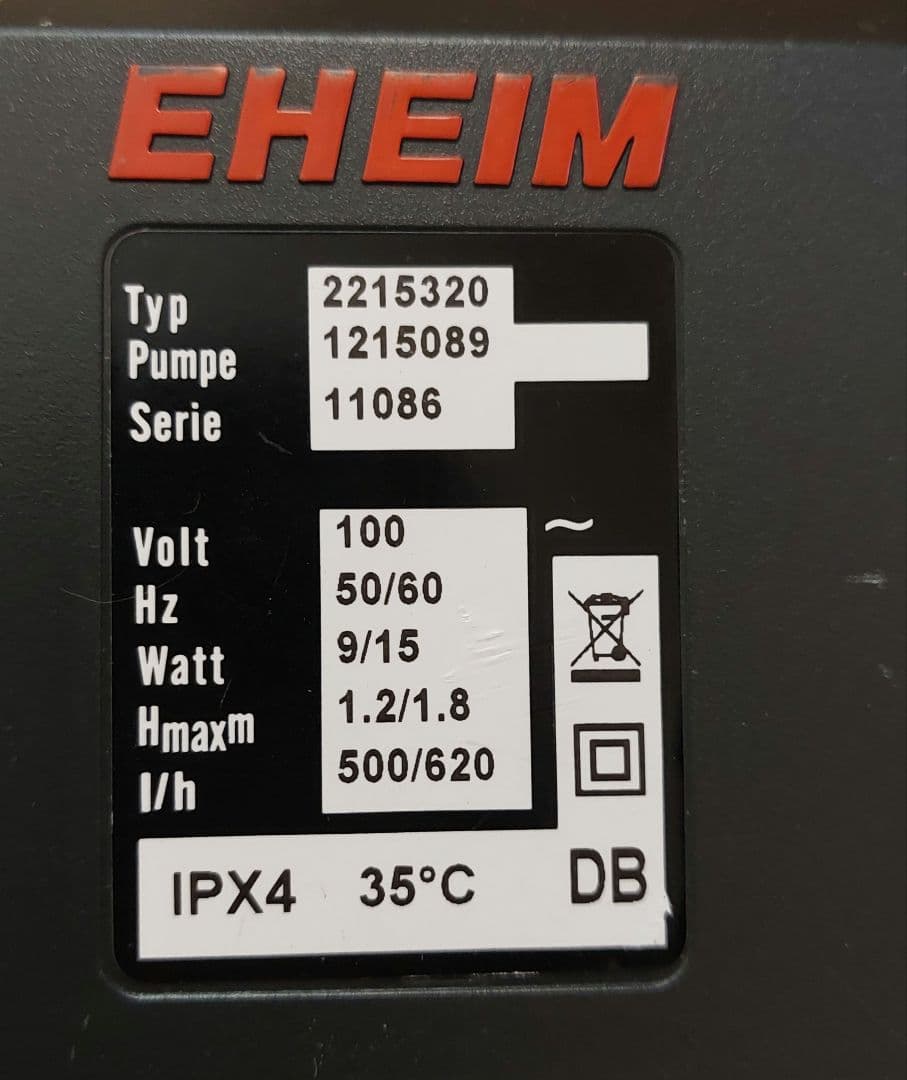 EHEIM
Typ 2215320
Pumpe 1215089
Serie 11086
Volt 100 ~
Hz 50/60
Watt 9/15
Hmaxm 1.2/1.8
l/h 500/620
IPX4 35°C DB